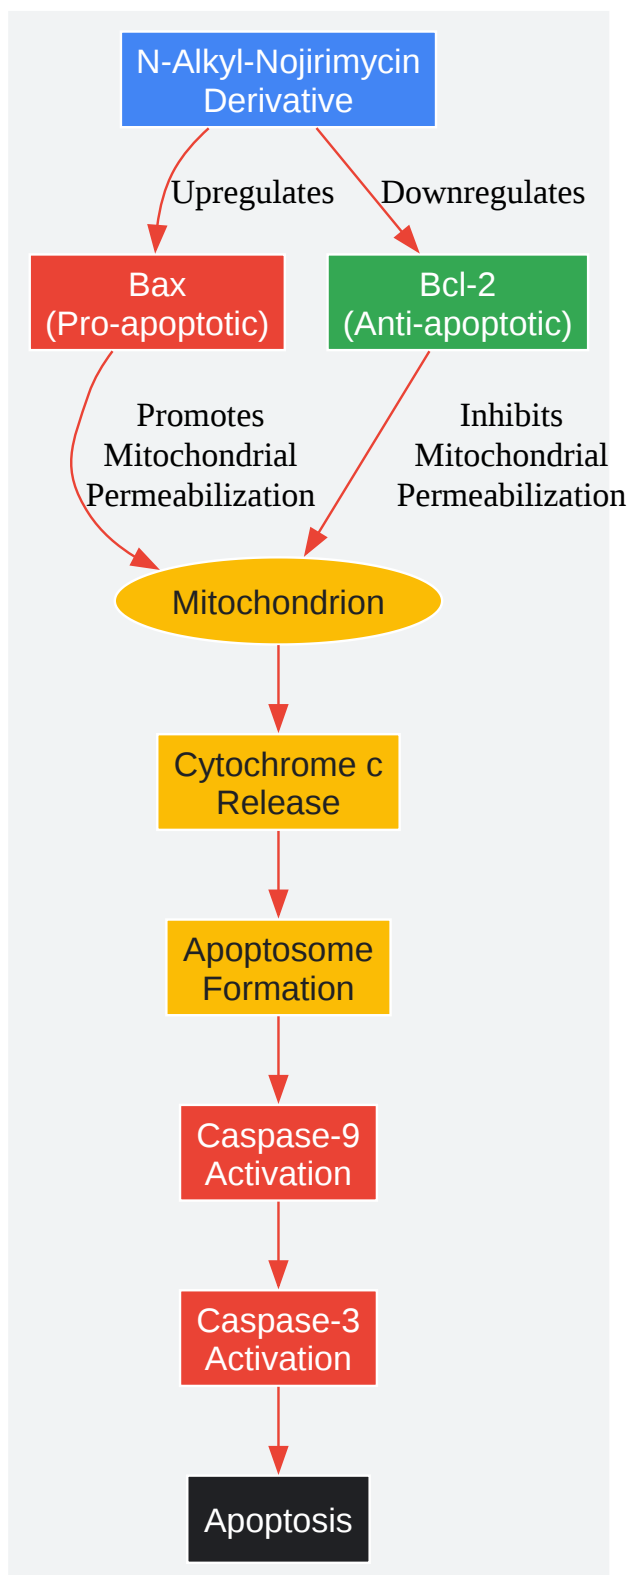 N-Alkyl-Nojirimycin
Derivative
Upregulates
Downregulates
Bax
(Pro-apoptotic)
Bcl-2
(Anti-apoptotic)
Promotes
Mitochondrial
Permeabilization
Inhibits
Mitochondrial
Permeabilization
Mitochondrion
Cytochrome c
Release
Apoptosome
Formation
Caspase-9
Activation
Caspase-3
Activation
Apoptosis